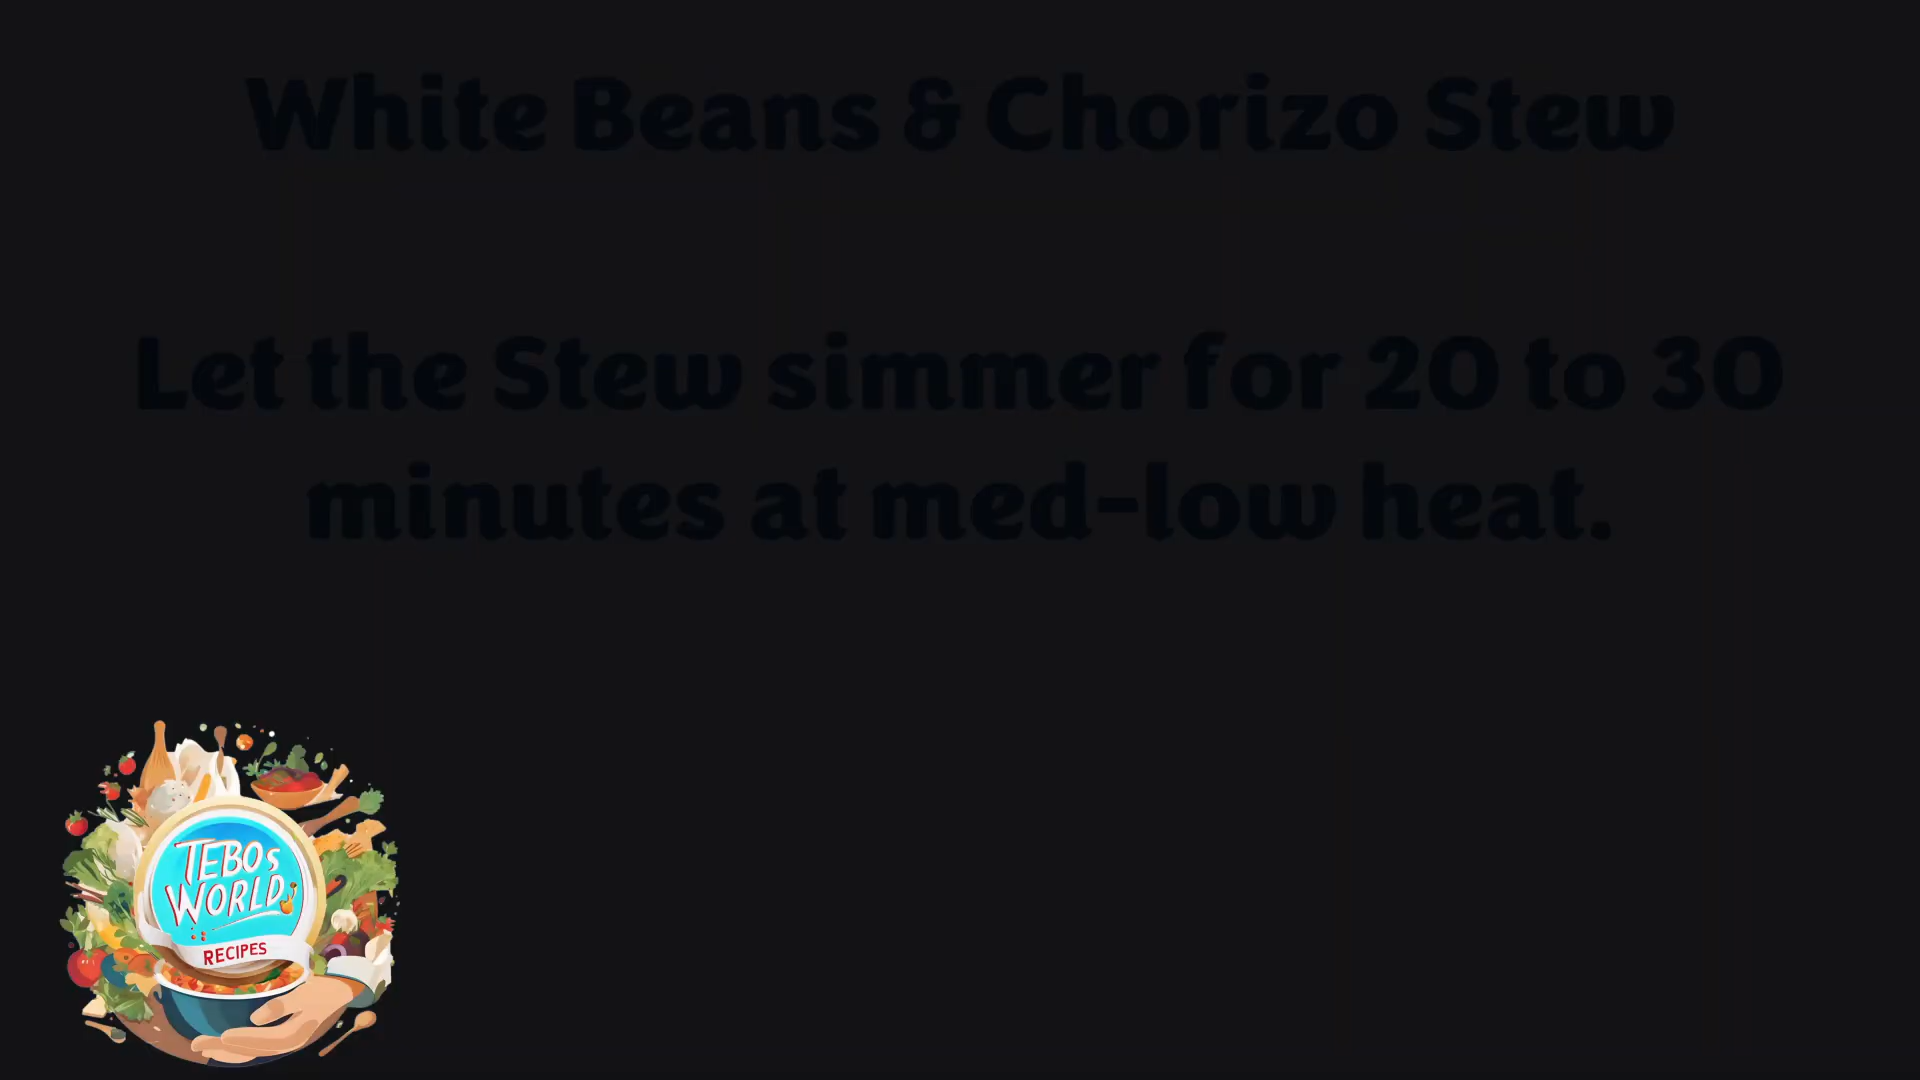 White Beans & Chorizo Stew
Let the Stew simmer for 20 to 30
minutes at med-low heat.
TEBOS
WORLD
RECIPES